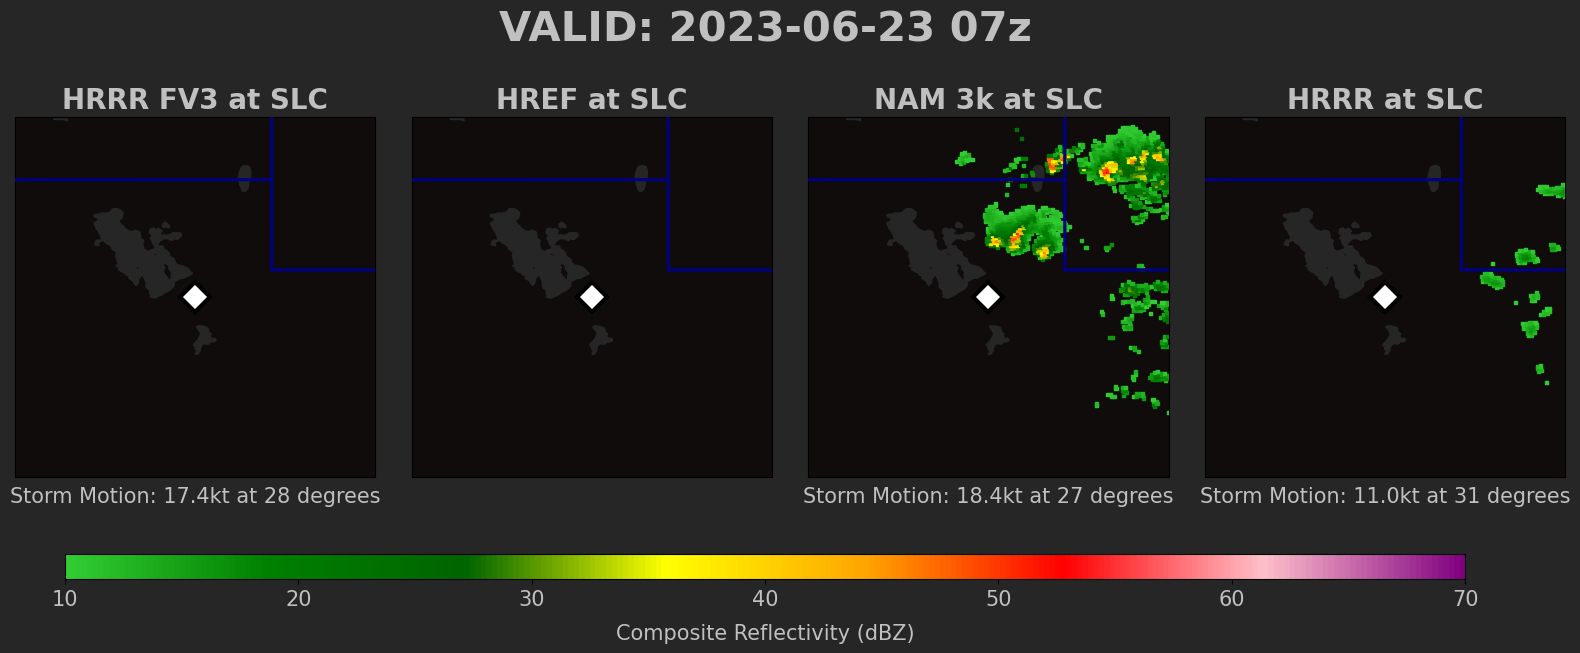 VALID: 2023-06-23 07z
HRRR FV3 at SLC
HREF at SLC
NAM 3k at SLC
HRRR at SLC
Storm Motion: 17.4kt at 28 degrees
Storm Motion: 18.4kt at 27 degrees
Storm Motion: 11.0kt at 31 degrees
10 20 30 40 50 60 70
Composite Reflectivity (dBZ)